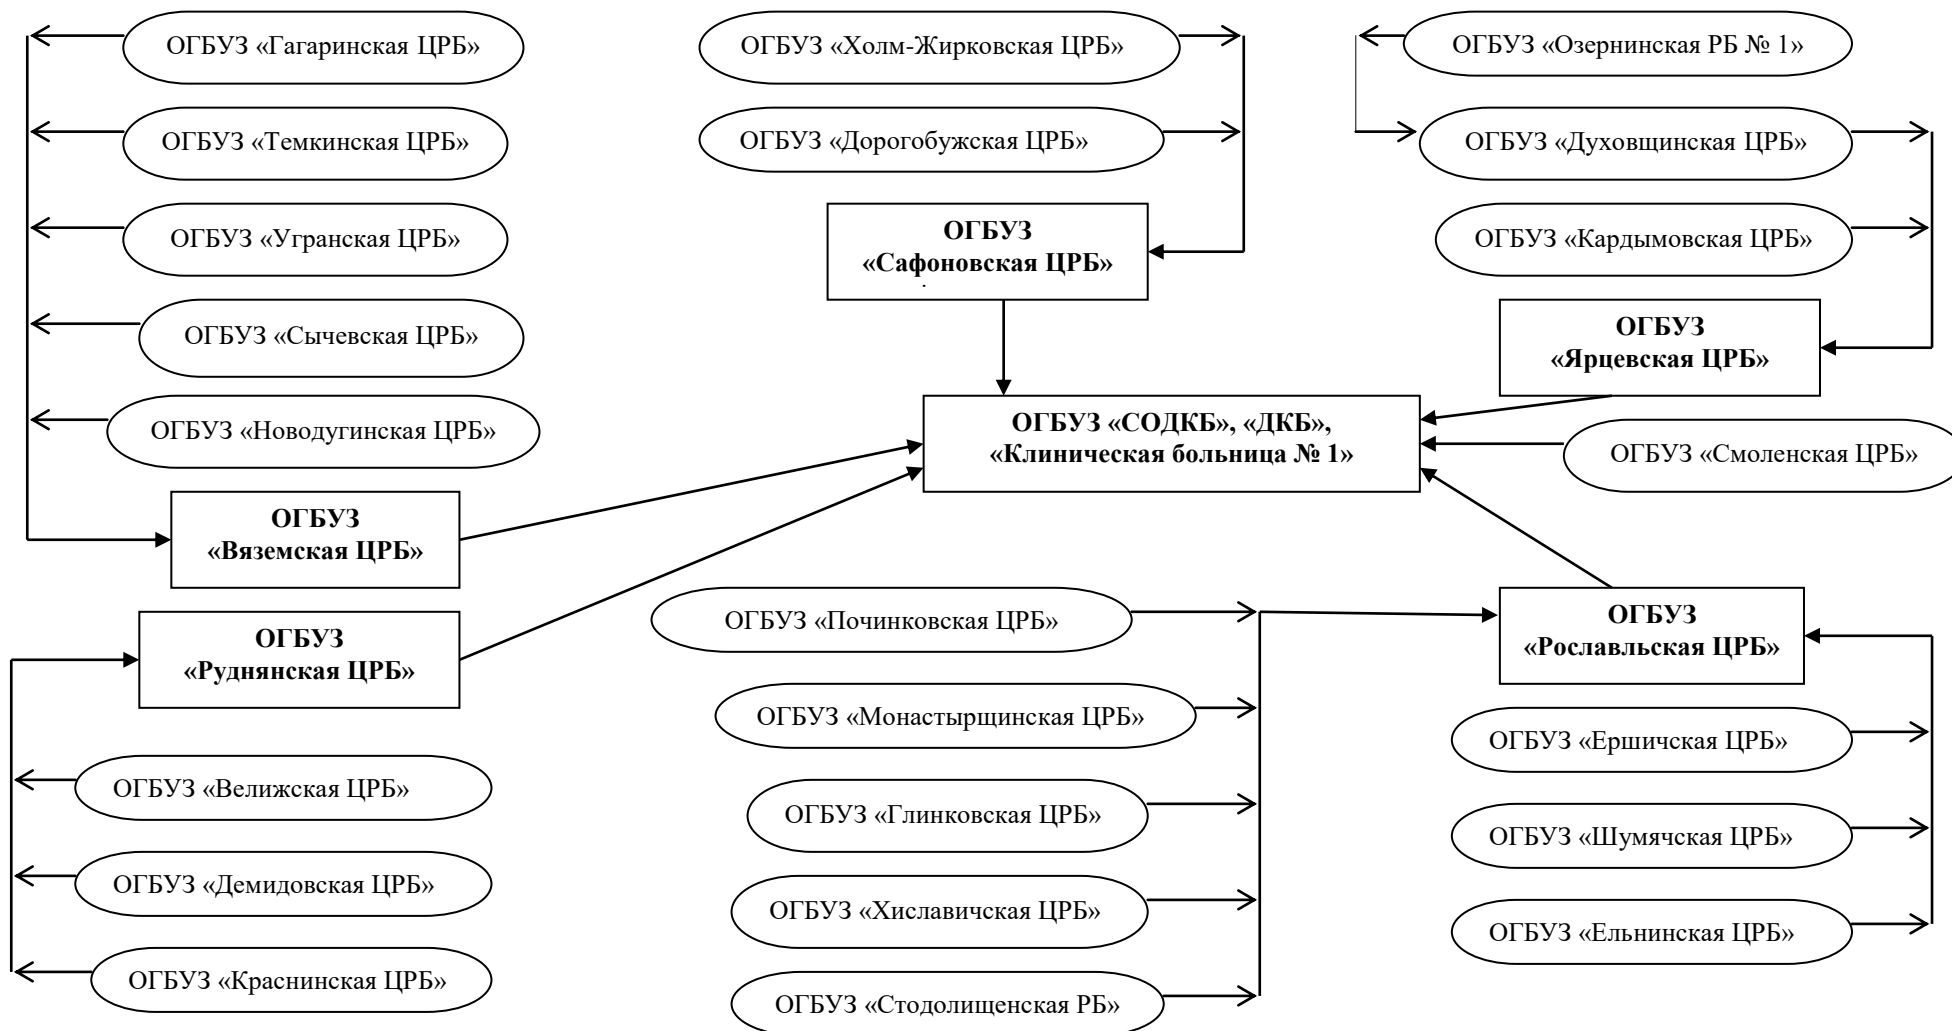 ОГБУЗ «Гагаринская ЦРБ»
ОГБУЗ «Холм-Жирковская ЦРБ»
ОГБУЗ «Озернинская РБ № 1»
ОГБУЗ «Темкинская ЦРБ»
ОГБУЗ «Дорогобужская ЦРБ»
ОГБУЗ «Духовщинская ЦРБ»
ОГБУЗ «Угранская ЦРБ»
ОГБУЗ
«Сафоновская ЦРБ»
ОГБУЗ «Кардымовская ЦРБ»
ОГБУЗ «Сычевская ЦРБ»
ОГБУЗ
«Ярцевская ЦРБ»
ОГБУЗ «Новодугинская ЦРБ»
ОГБУЗ «СОДКБ», «ДКБ»,
«Клиническая больница № 1»
ОГБУЗ «Смоленская ЦРБ»
ОГБУЗ
«Вяземская ЦРБ»
ОГБУЗ
«Руднянская ЦРБ»
ОГБУЗ «Починковская ЦРБ»
ОГБУЗ
«Рославльская ЦРБ»
ОГБУЗ «Монастырщинская ЦРБ»
ОГБУЗ «Ершичская ЦРБ»
ОГБУЗ «Велижская ЦРБ»
ОГБУЗ «Глинковская ЦРБ»
ОГБУЗ «Шумячская ЦРБ»
ОГБУЗ «Демидовская ЦРБ»
ОГБУЗ «Хиславичская ЦРБ»
ОГБУЗ «Ельнинская ЦРБ»
ОГБУЗ «Краснинская ЦРБ»
ОГБУЗ «Стодолищенская РБ»